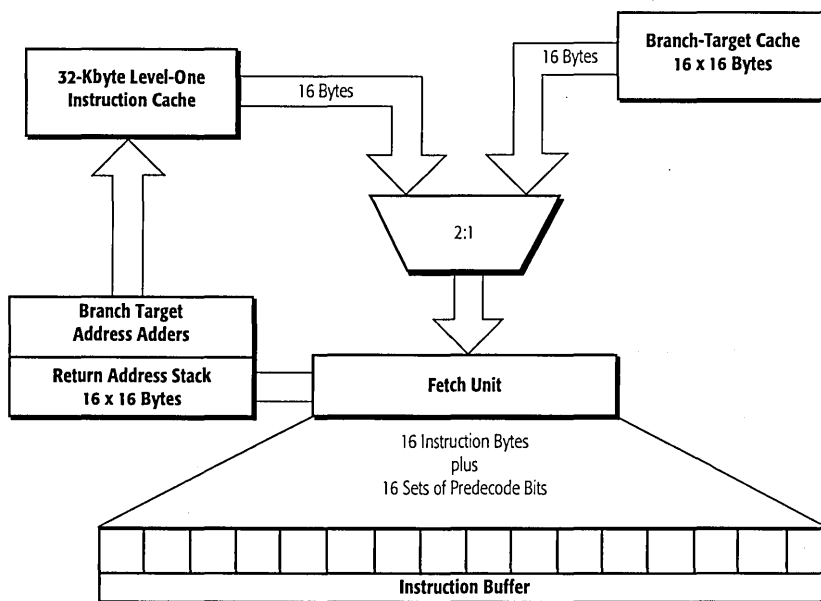 32-Kbyte Level-One
Instruction Cache
16 Bytes
16 Bytes
Branch-Target Cache
16 x 16 Bytes
2:1
Branch Target
Address Adders
Return Address Stack
16 x 16 Bytes
Fetch Unit
16 Instruction Bytes
plus
16 Sets of Predecode Bits
Instruction Buffer